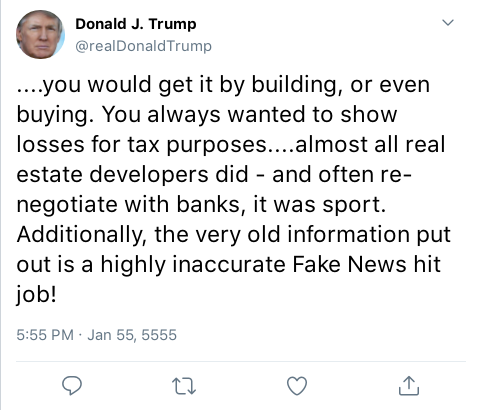 Donald J. Trump
@realDonaldTrump
....you would get it by building, or even
buying. You always wanted to show
losses for tax purposes....almost all real
estate developers did - and often re-
negotiate with banks, it was sport.
Additionally, the very old information put
out is a highly inaccurate Fake News hit
job!
5:55 PM · Jan 55, 5555